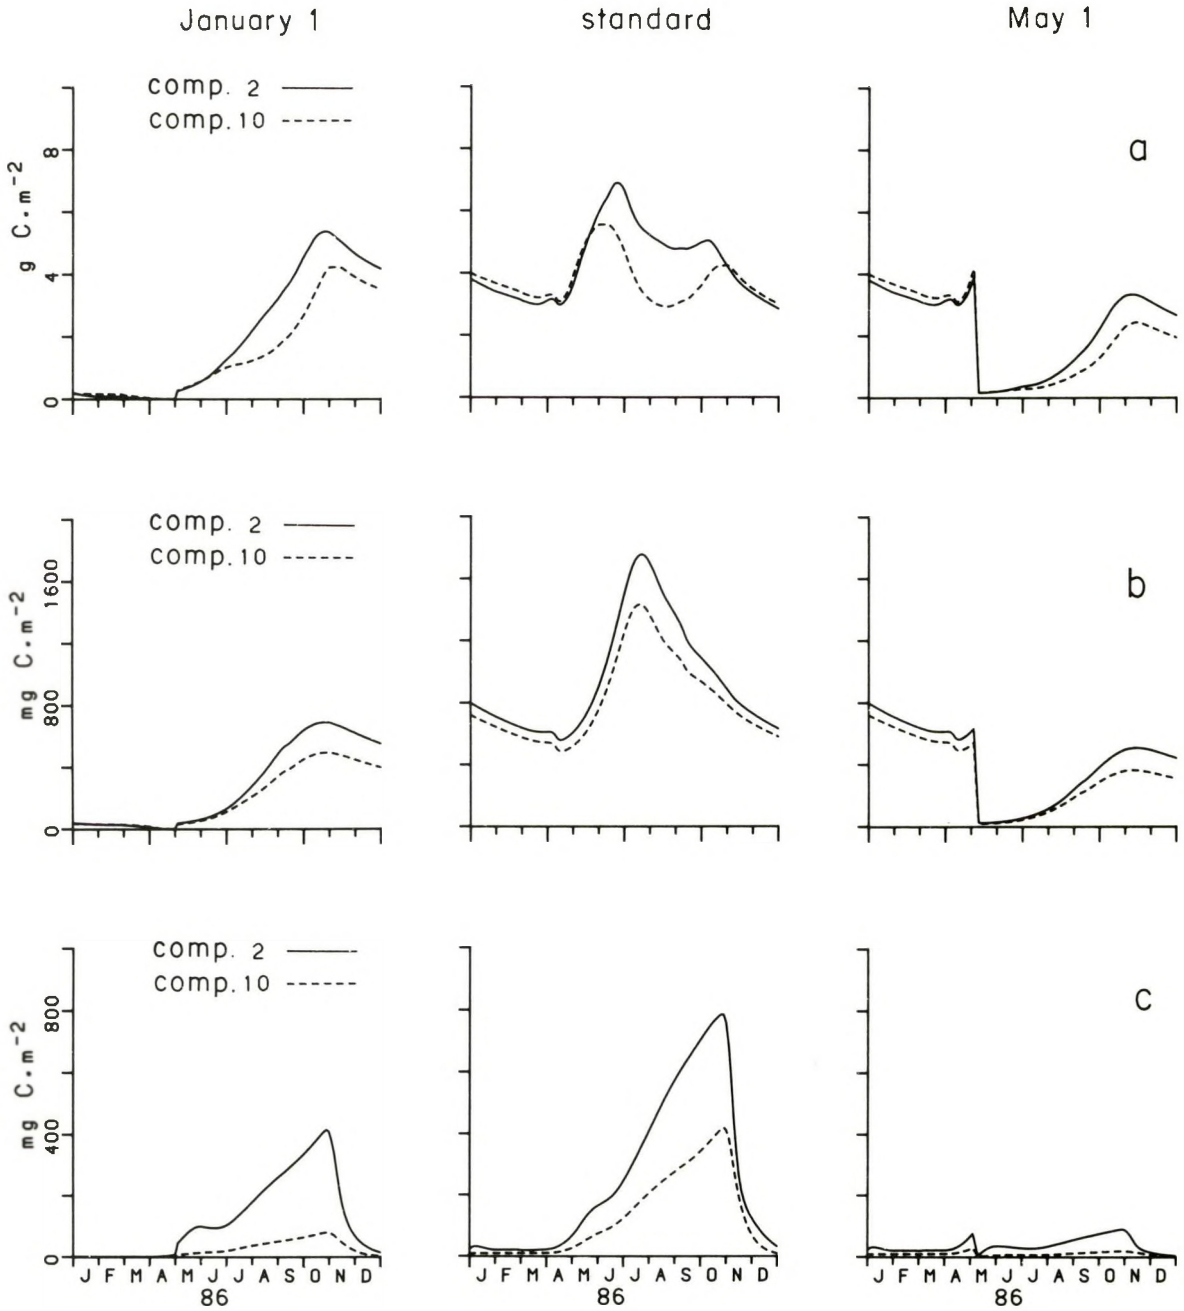 January 1 standard May 1
comp. 2
comp. 10
a
g C.m-2
8
4
0
comp. 2
comp. 10
b
mg C.m-2
1600
800
0
comp. 2
comp. 10
c
mg C.m-2
800
400
0
J F M A M J J A S O N D J F M A M J J A S O N D J F M A M J J A S O N D
86 86 86